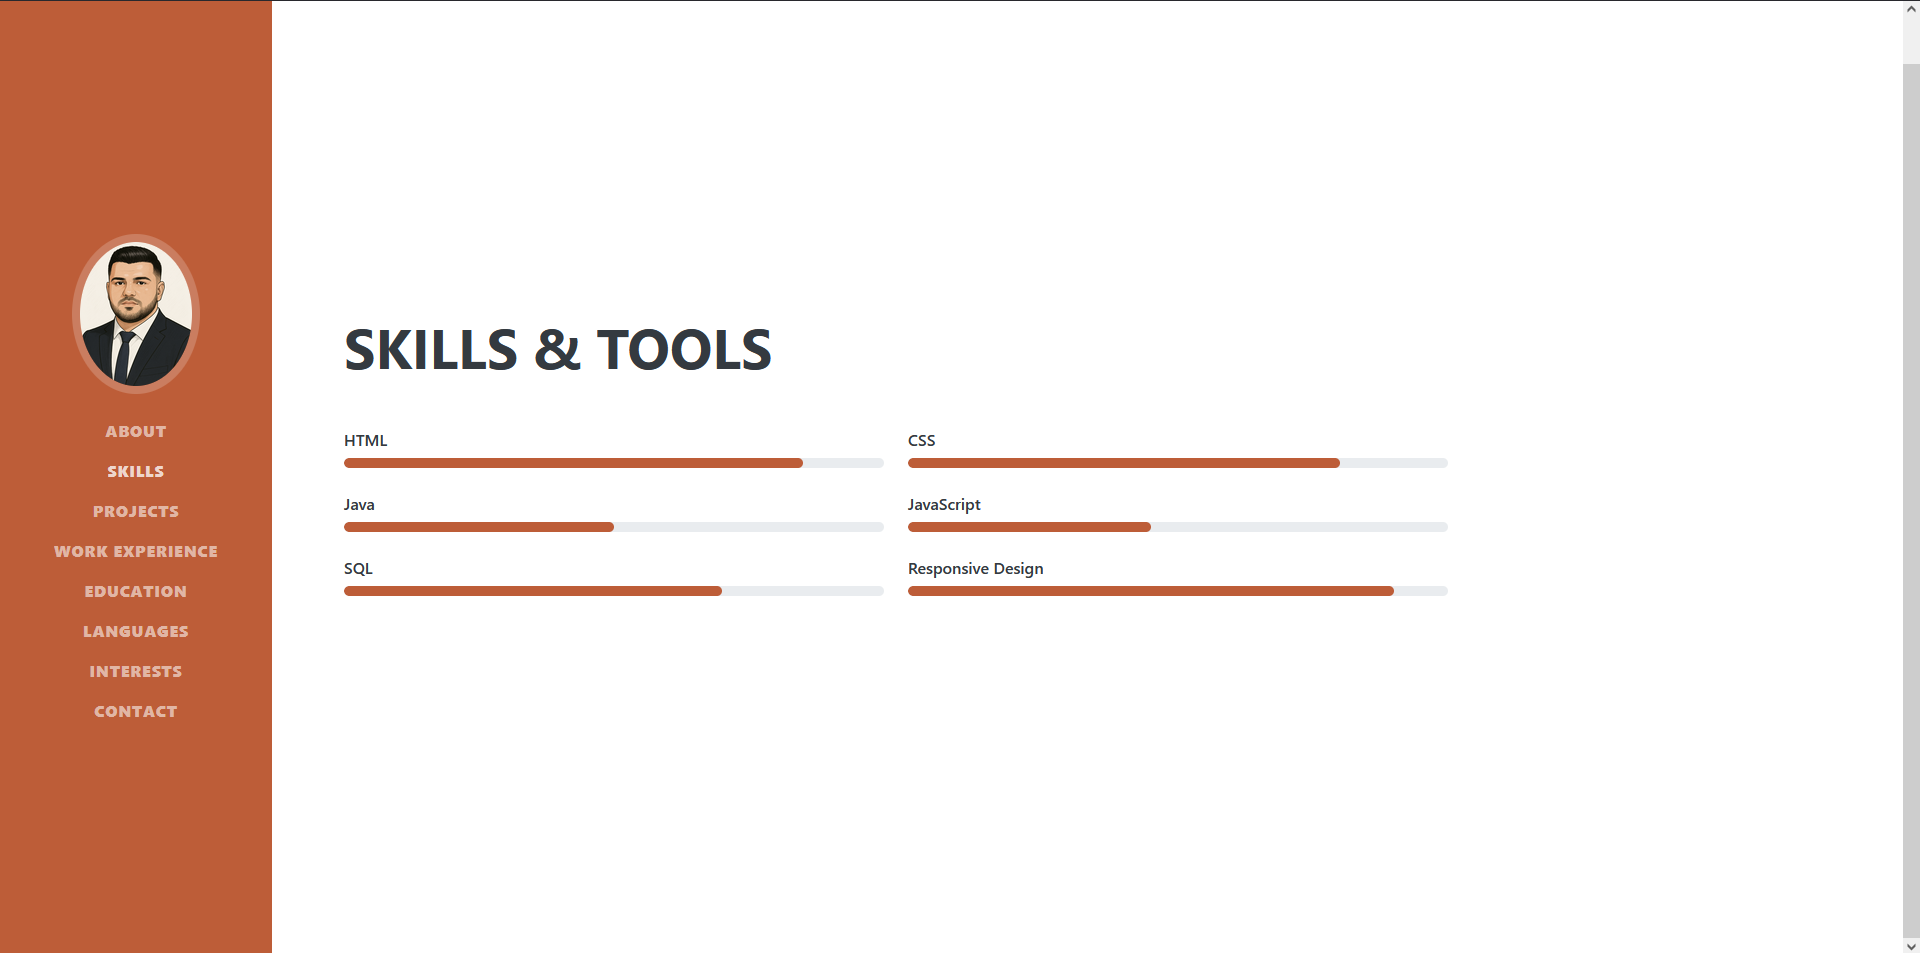 ABOUT
SKILLS
PROJECTS
WORK EXPERIENCE
EDUCATION
LANGUAGES
INTERESTS
CONTACT
SKILLS & TOOLS
HTML
CSS
Java
JavaScript
SQL
Responsive Design